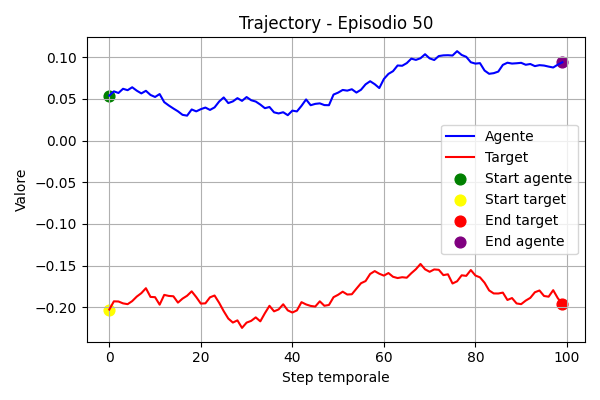 Trajectory - Episodio 50
Valore
0.10
0.05
0.00
−0.05
−0.10
−0.15
−0.20
Agente
Target
Start agente
Start target
End target
End agente
0
20
40
60
80
100
Step temporale